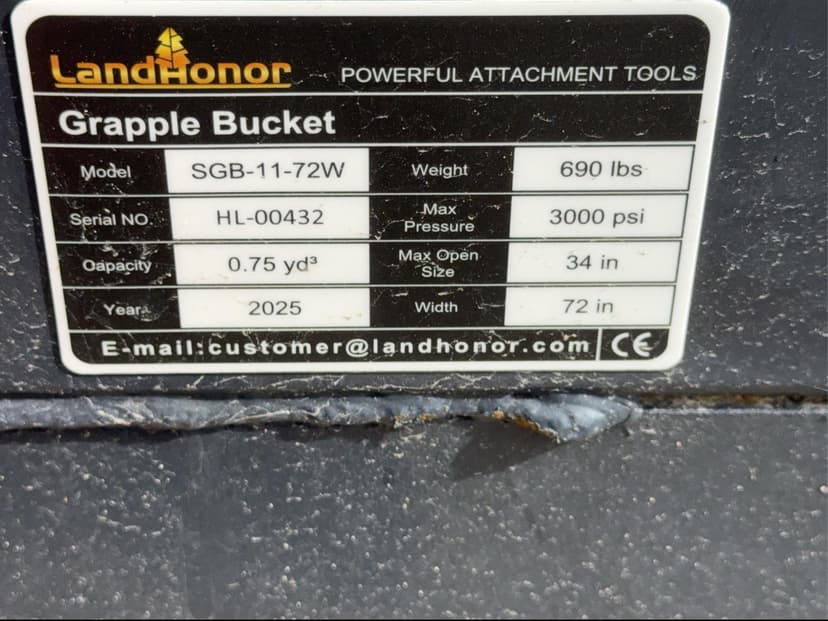 LandHonor POWERFUL ATTACHMENT TOOLS
Grapple Bucket
Model SGB-11-72W Weight 690 lbs
Serial NO. HL-00432 Max Pressure 3000 psi
Capacity 0.75 yd³ Max Open Size 34 in
Year 2025 Width 72 in
E-mail:customer@landhonor.com CE